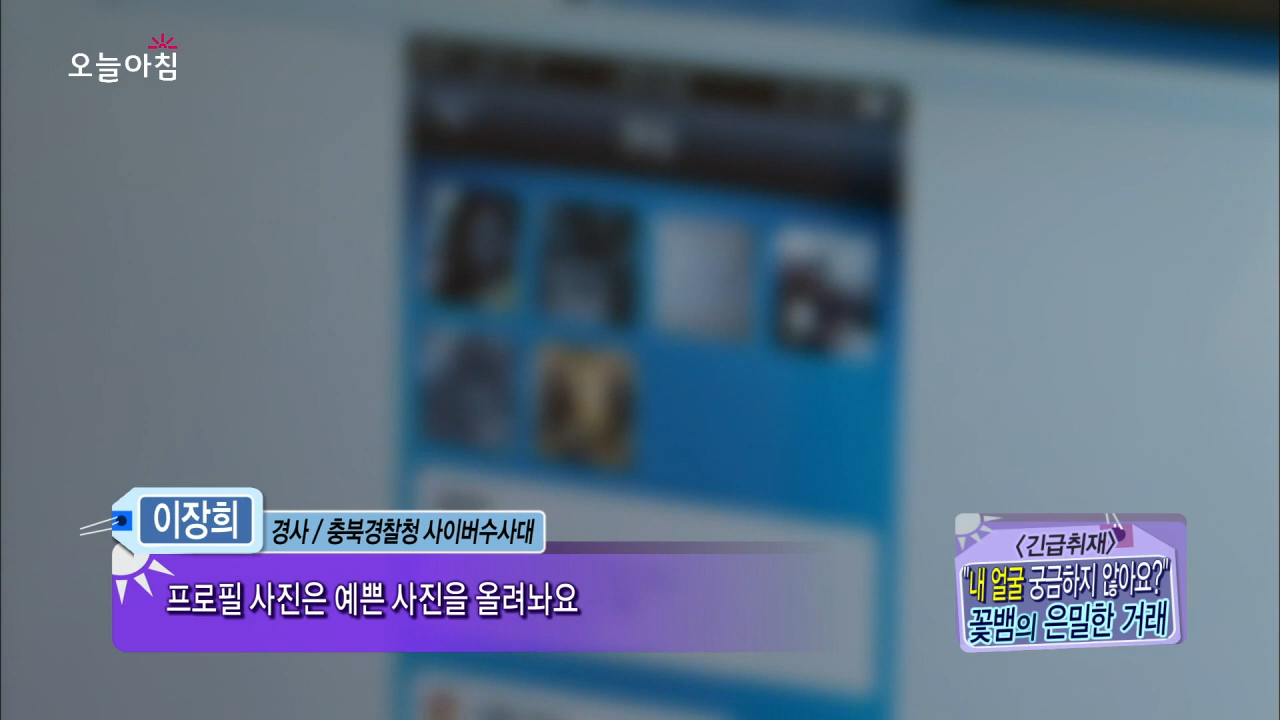 오늘아침
이장희
경사 / 충북경찰청 사이버수사대
프로필 사진은 예쁜 사진을 올려놔요
<긴급취재>
"내 얼굴 궁금하지 않아요?"
꽃뱀의 은밀한 거래